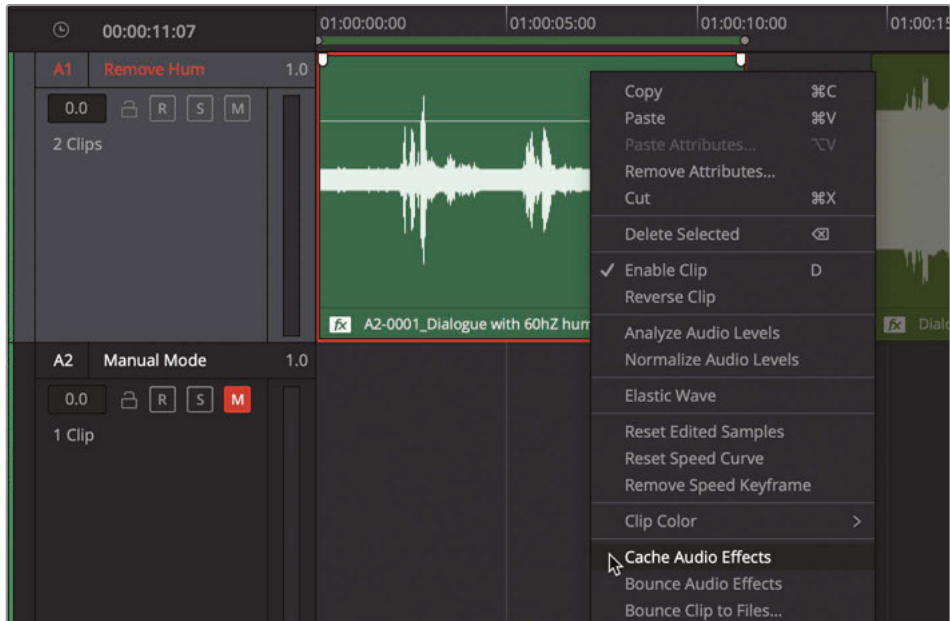 00:00:11:07
01:00:00:00 01:00:05:00 01:00:10:00 01:00:15
A1 Remove Hum 1.0
0.0 R S M
2 Clips
fx A2-0001_Dialogue with 60hZ hum
fx Dialo
A2 Manual Mode 1.0
0.0 R S M
1 Clip
Copy ⌘C
Paste ⌘V
Paste Attributes... ⌥V
Remove Attributes...
Cut ⌘X
Delete Selected ⌫
✓ Enable Clip D
Reverse Clip
Analyze Audio Levels
Normalize Audio Levels
Elastic Wave
Reset Edited Samples
Reset Speed Curve
Remove Speed Keyframe
Clip Color >
Cache Audio Effects
Bounce Audio Effects
Bounce Clip to Files...